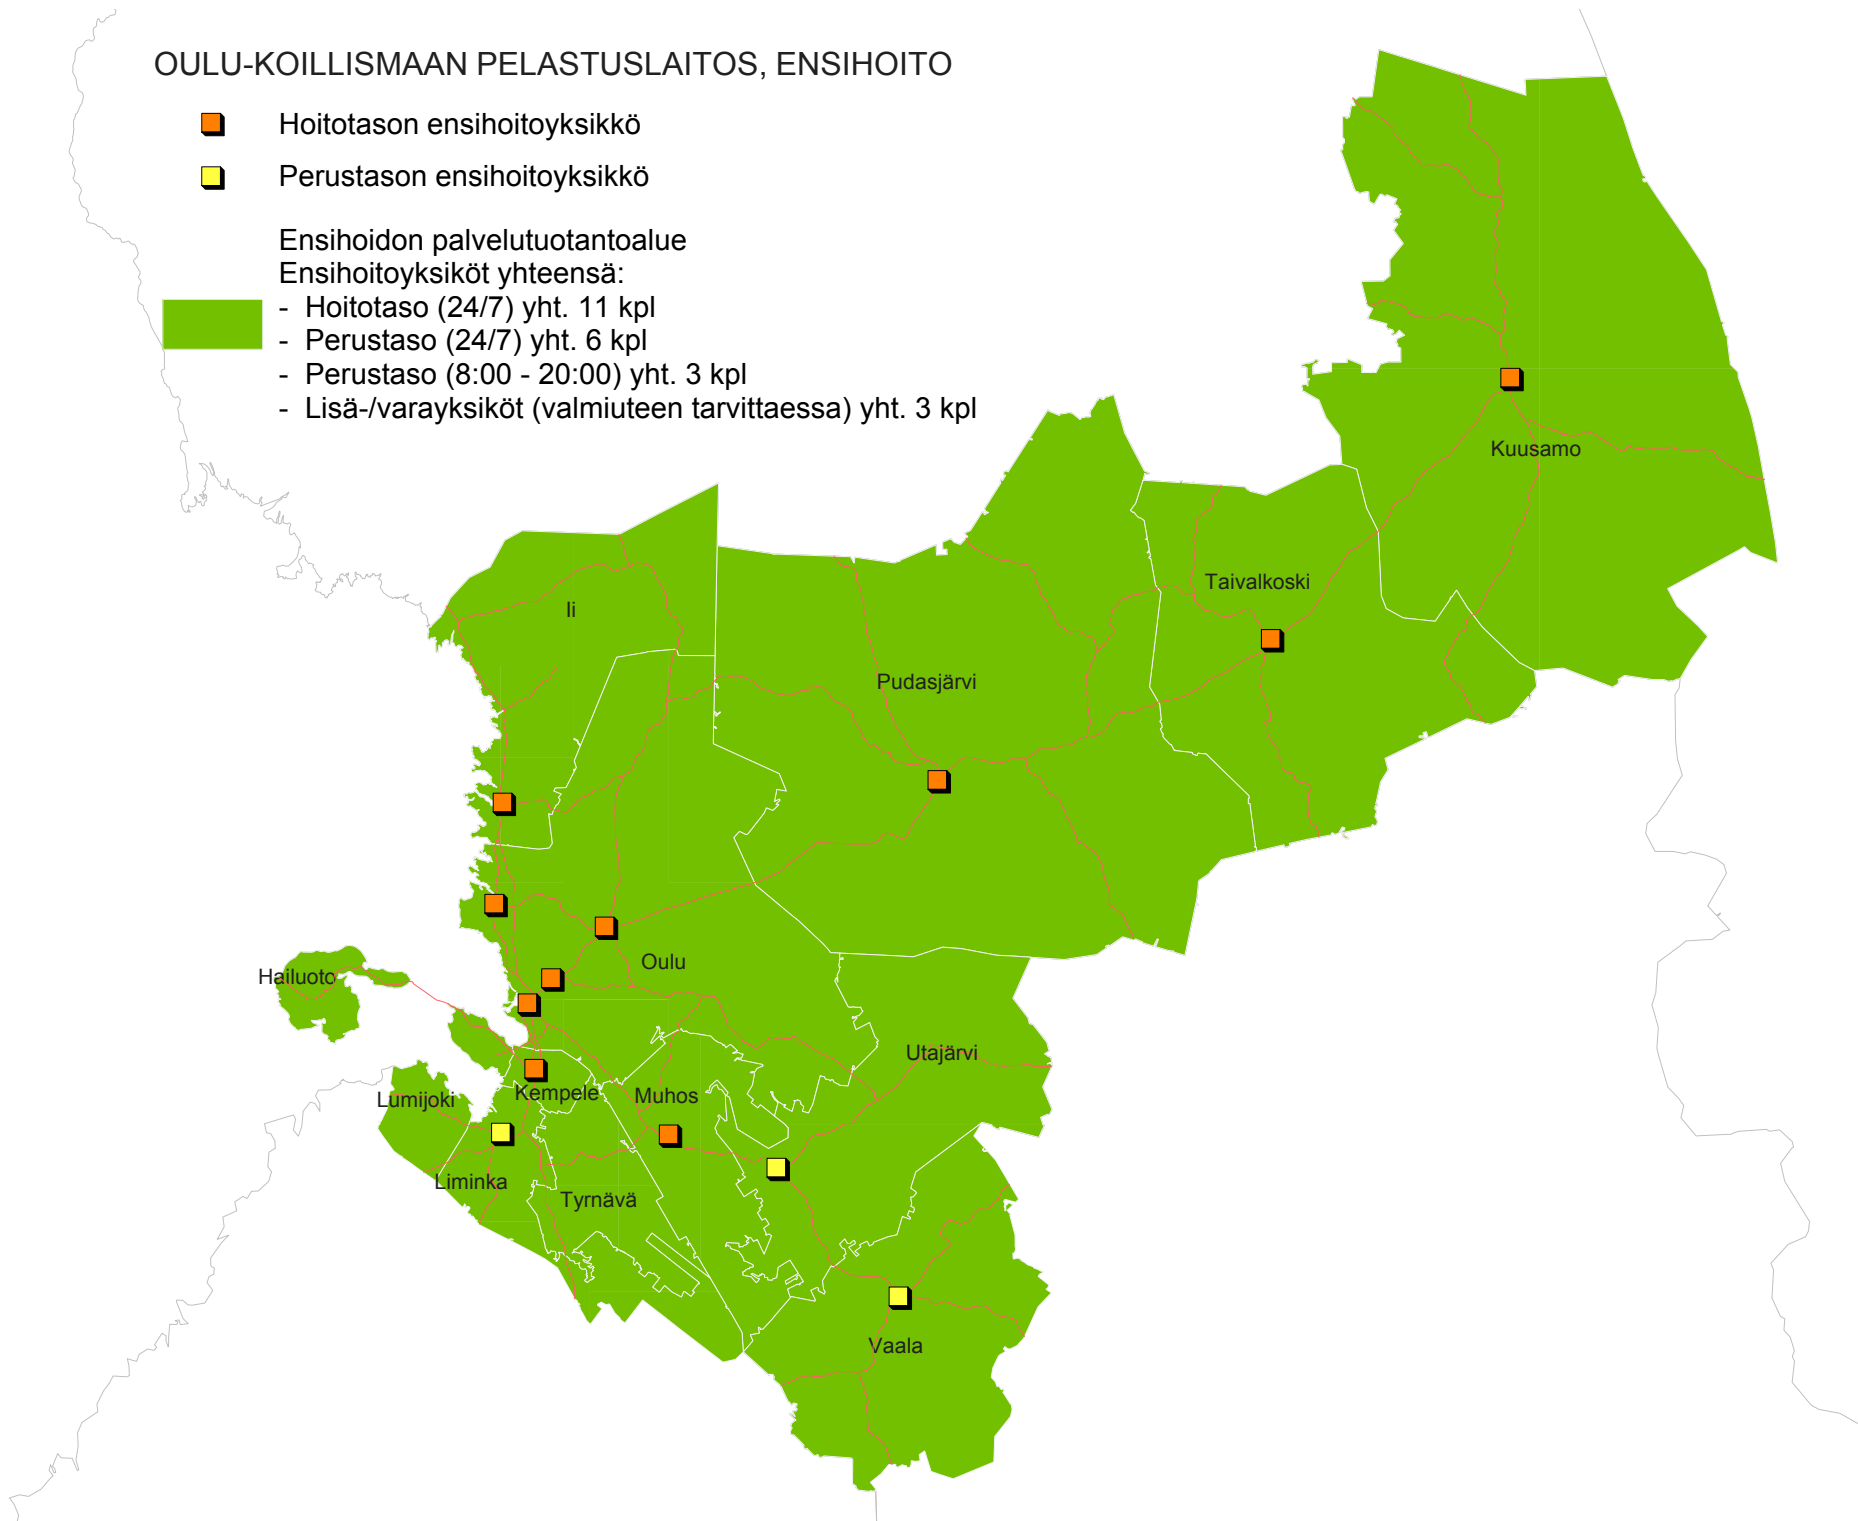 OULU-KOILLISMAAN PELASTUSLAITOS, ENSIHOITO
Hoitotason ensihoitoyksikkö
Perustason ensihoitoyksikkö
Ensihoidon palvelutuotantoalue
Ensihoitoyksiköt yhteensä:
- Hoitotaso (24/7) yht. 11 kpl
- Perustaso (24/7) yht. 6 kpl
- Perustaso (8:00 - 20:00) yht. 3 kpl
- Lisä-/varayksiköt (valmiuteen tarvittaessa) yht. 3 kpl
Kuusamo
Taivalkoski
Ii
Pudasjärvi
Oulu
Hailuoto
Utajärvi
Kempele
Muhos
Lumijoki
Liminka
Tyrnävä
Vaala